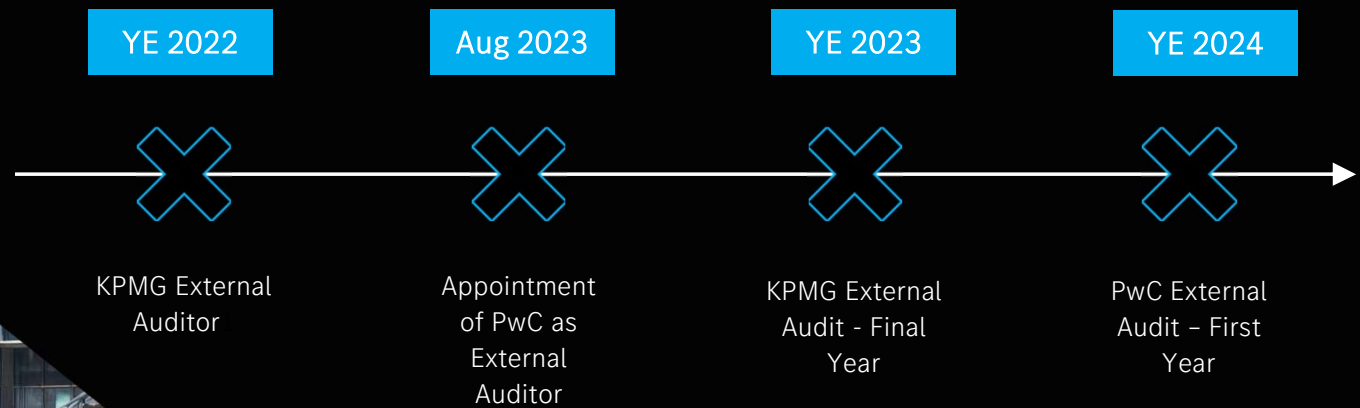 YE 2022
Aug 2023
YE 2023
YE 2024
KPMG External
Auditor
Appointment
of PwC as
External
Auditor
KPMG External
Audit - Final
Year
PwC External
Audit – First
Year